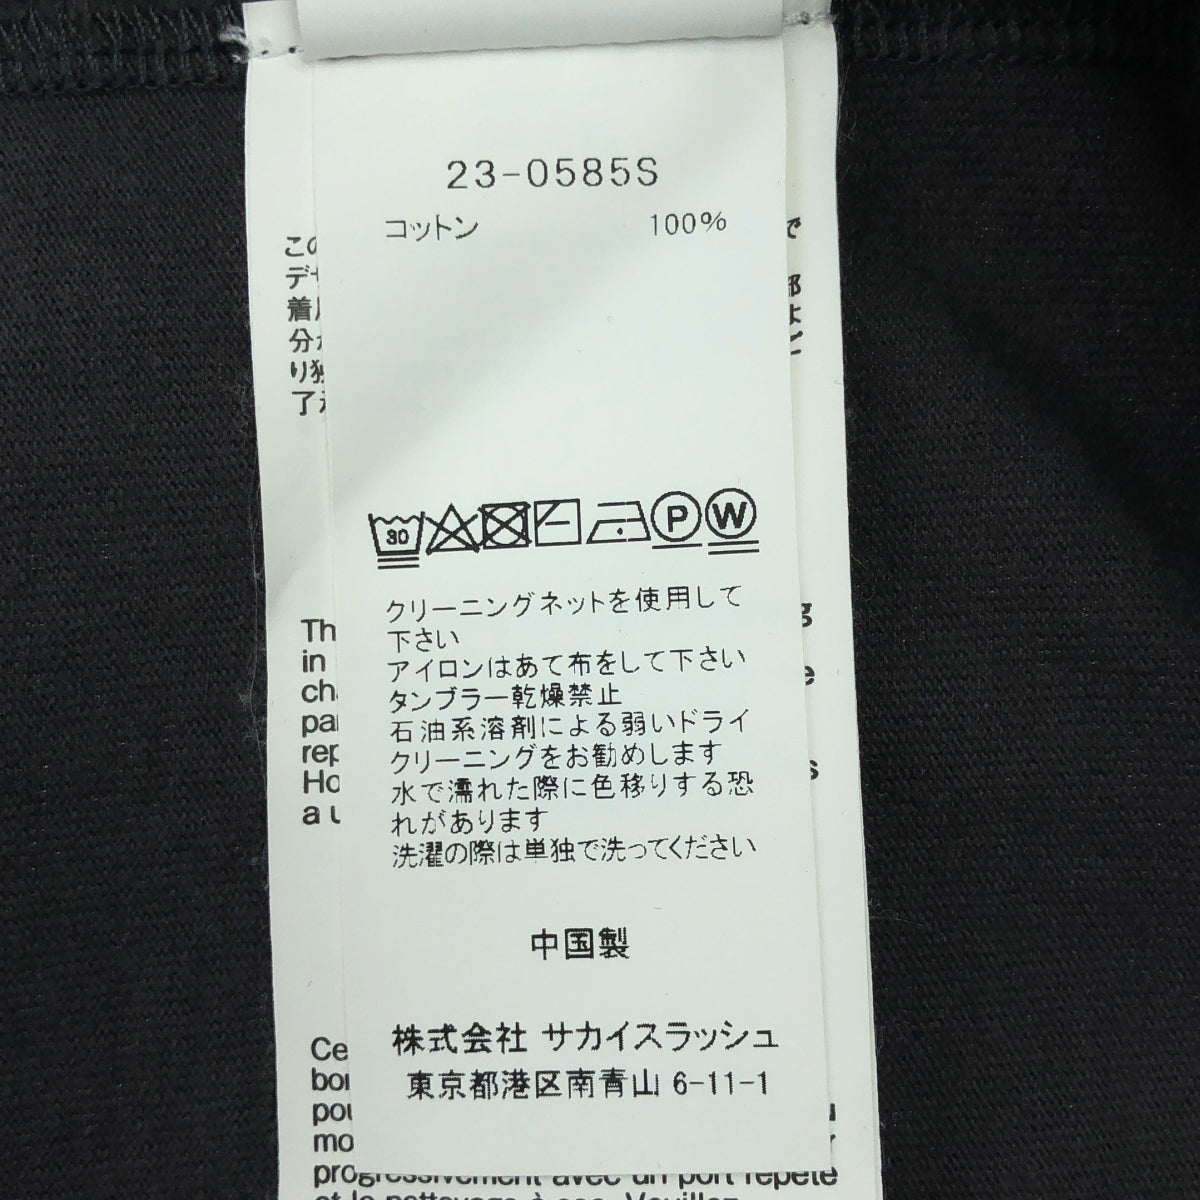 23-0585S
コットン 100%
30
P
W
クリーニングネットを使用して
下さい
アイロンはあて布をして下さい
タンブラー乾燥禁止
石油系溶剤による弱いドライ
クリーニングをお勧めします
水で濡れた際に色移りする恐
れがあります
洗濯の際は単独で洗ってください
中国製
株式会社 サカイスラッシュ
東京都港区南青山 6-11-1
progressivement avec un port répété